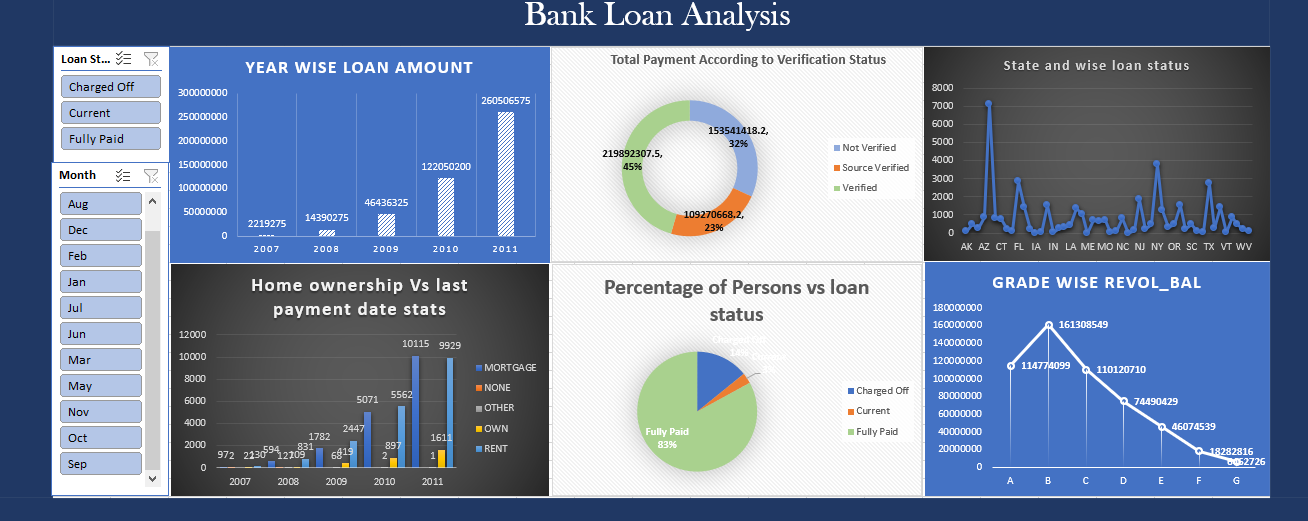 Bank Loan Analysis
Loan St...
Charged Off
Current
Fully Paid
Month
Aug
Dec
Feb
Jan
Jul
Jun
Mar
May
Nov
Oct
Sep
YEAR WISE LOAN AMOUNT
300000000
250000000
200000000
150000000
100000000
50000000
0
2219275
14390275
46436325
122050200
260506575
2007 2008 2009 2010 2011
Total Payment According to Verification Status
153541418.2,
32%
219892307.5,
45%
109270668.2,
23%
Not Verified
Source Verified
Verified
State and wise loan status
8000
7000
6000
5000
4000
3000
2000
1000
0
AK AZ CT FL IA IN LA ME MO NC NJ NY OR SC TX VT WV
Home ownership Vs last
payment date stats
12000
10000
8000
6000
4000
2000
0
594
831
1782
68
419
2447
5071
2
897
5562
10115
1
1611
9929
2007 2008 2009 2010 2011
MORTGAGE
NONE
OTHER
OWN
RENT
Percentage of Persons vs loan
status
Charged Off
14%
Fully Paid
83%
Charged Off
Current
Fully Paid
GRADE WISE REVOL_BAL
180000000
160000000
140000000
120000000
100000000
80000000
60000000
40000000
20000000
0
114774099
161308549
110120710
74490429
46074539
18282816
A B C D E F G